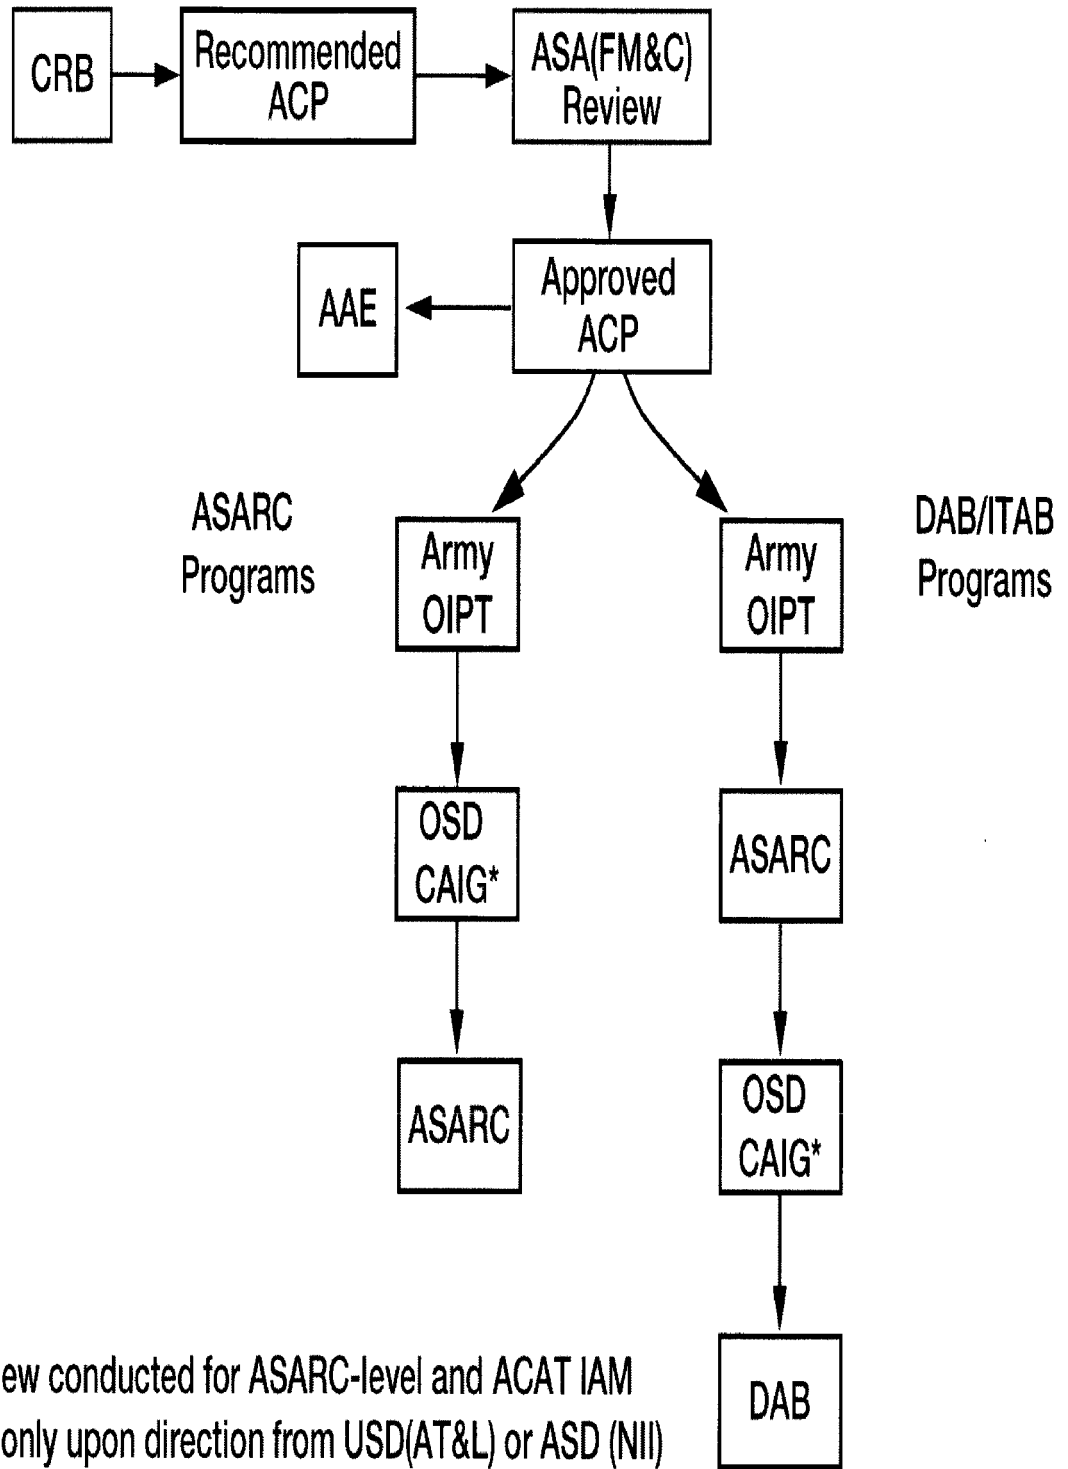 CRB
Recommended
ACP
ASA(FM&C)
Review
AAE
Approved
ACP
ASARC
Programs
Army
OIPT
Army
OIPT
DAB/ITAB
Programs
OSD
CAIG*
ASARC
ASARC
OSD
CAIG*
DAB
ew conducted for ASARC-level and ACAT IAM
only upon direction from USD(AT&L) or ASD (NII)